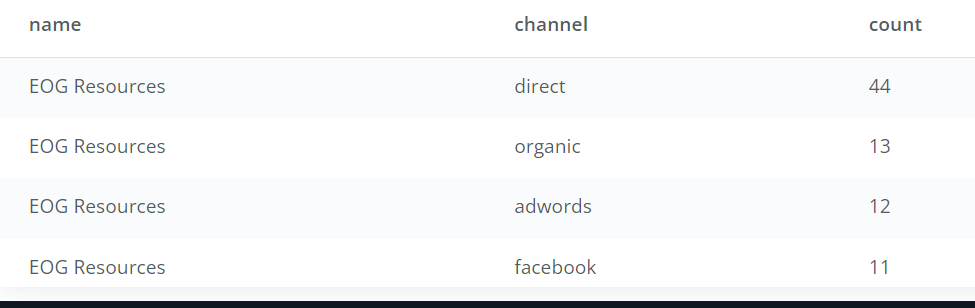 name channel count
EOG Resources direct 44
EOG Resources organic 13
EOG Resources adwords 12
EOG Resources facebook 11